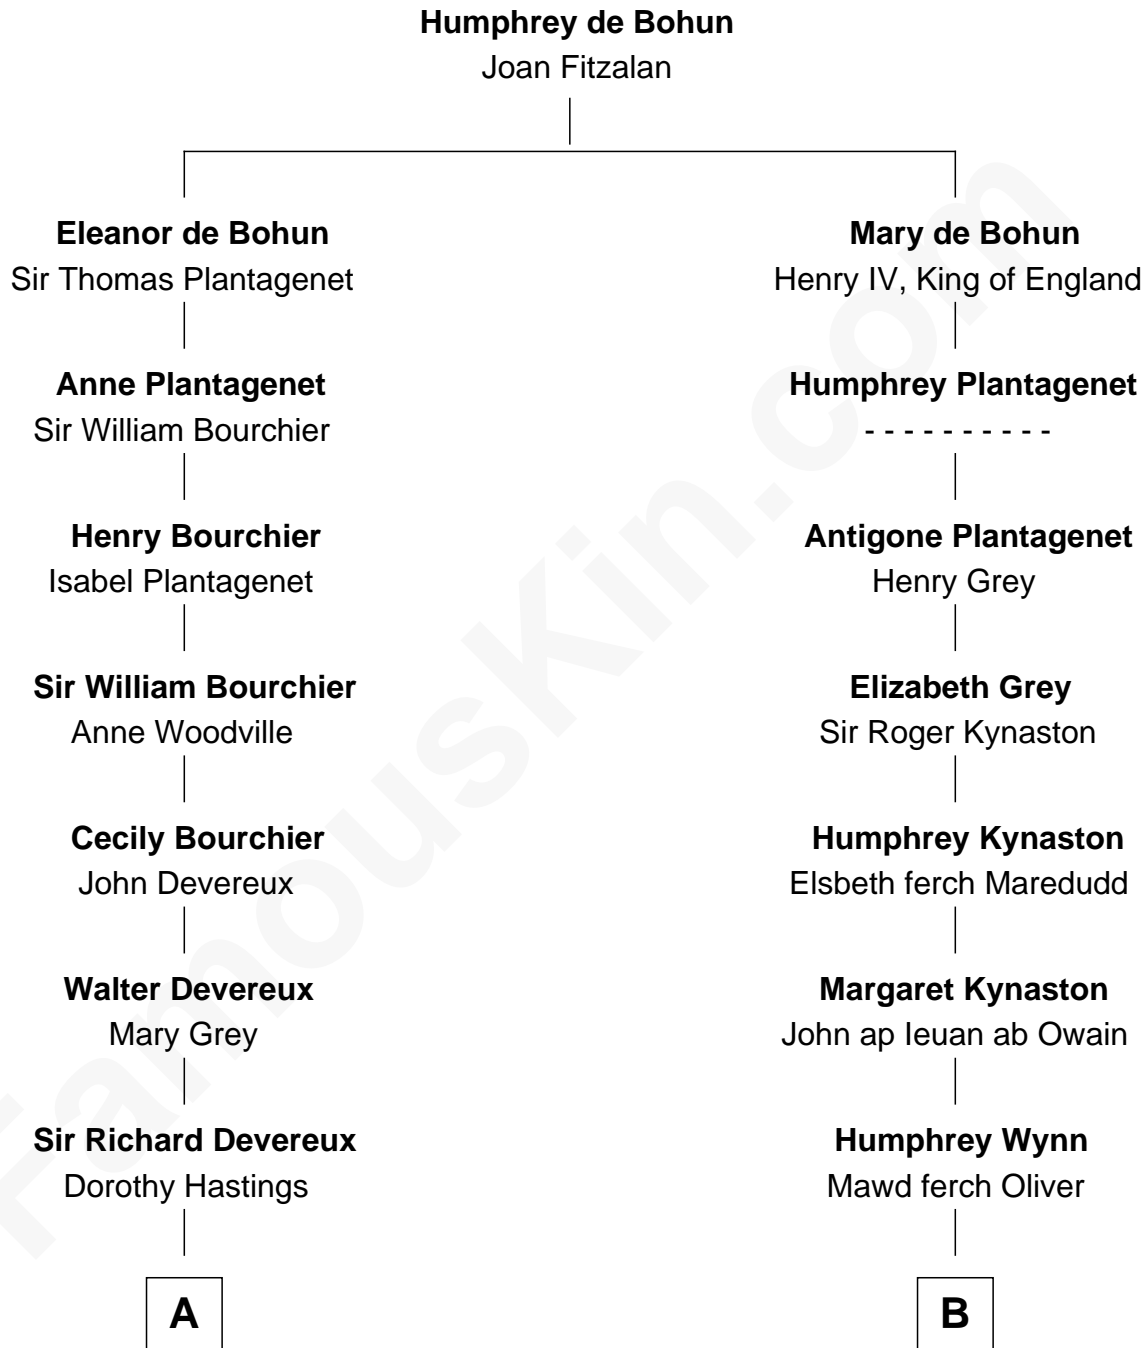 Humphrey de Bohun
Joan Fitzalan
Eleanor de Bohun
Sir Thomas Plantagenet
Mary de Bohun
Henry IV, King of England
Anne Plantagenet
Sir William Bourchier
Humphrey Plantagenet
- - - - - - - - - -
Henry Bourchier
Isabel Plantagenet
Antigone Plantagenet
Henry Grey
Sir William Bourchier
Anne Woodville
Elizabeth Grey
Sir Roger Kynaston
Cecily Bourchier
John Devereux
Humphrey Kynaston
Elsbeth ferch Maredudd
Walter Devereux
Mary Grey
Margaret Kynaston
John ap Ieuan ab Owain
Sir Richard Devereux
Dorothy Hastings
Humphrey Wynn
Mawd ferch Oliver
A
B
FamousKin.com